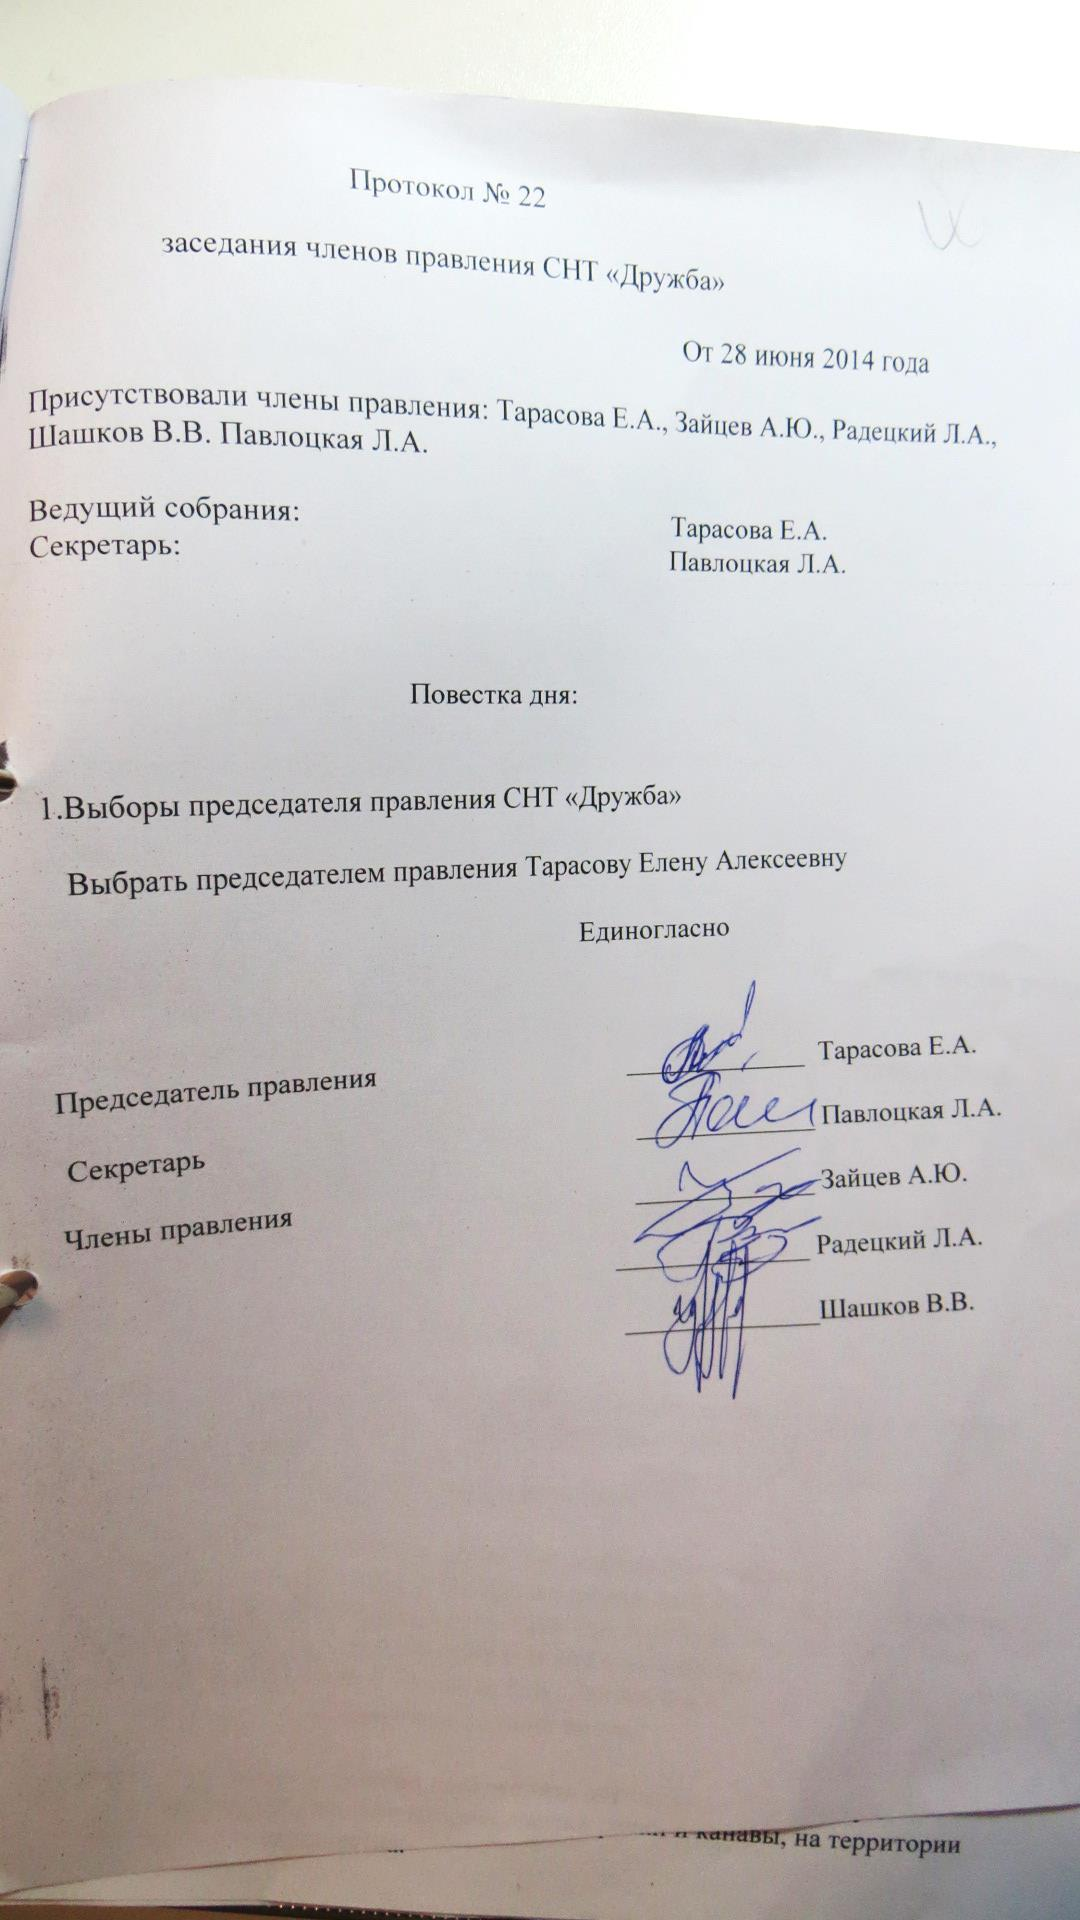 Протокол № 22
заседания членов правления СНТ «Дружба»
От 28 июня 2014 года
Присутствовали члены правления: Тарасова Е.А., Зайцев А.Ю., Радецкий Л.А.,
Шашков В.В. Павлоцкая Л.А.
Ведущий собрания: Тарасова Е.А.
Секретарь: Павлоцкая Л.А.
Повестка дня:
1.Выборы председателя правления СНТ «Дружба»
Выбрать председателем правления Тарасову Елену Алексеевну
Единогласно
Председатель правления Тарасова Е.А.
Секретарь Павлоцкая Л.А.
Члены правления Зайцев А.Ю.
Радецкий Л.А.
Шашков В.В.
и канавы, на территории